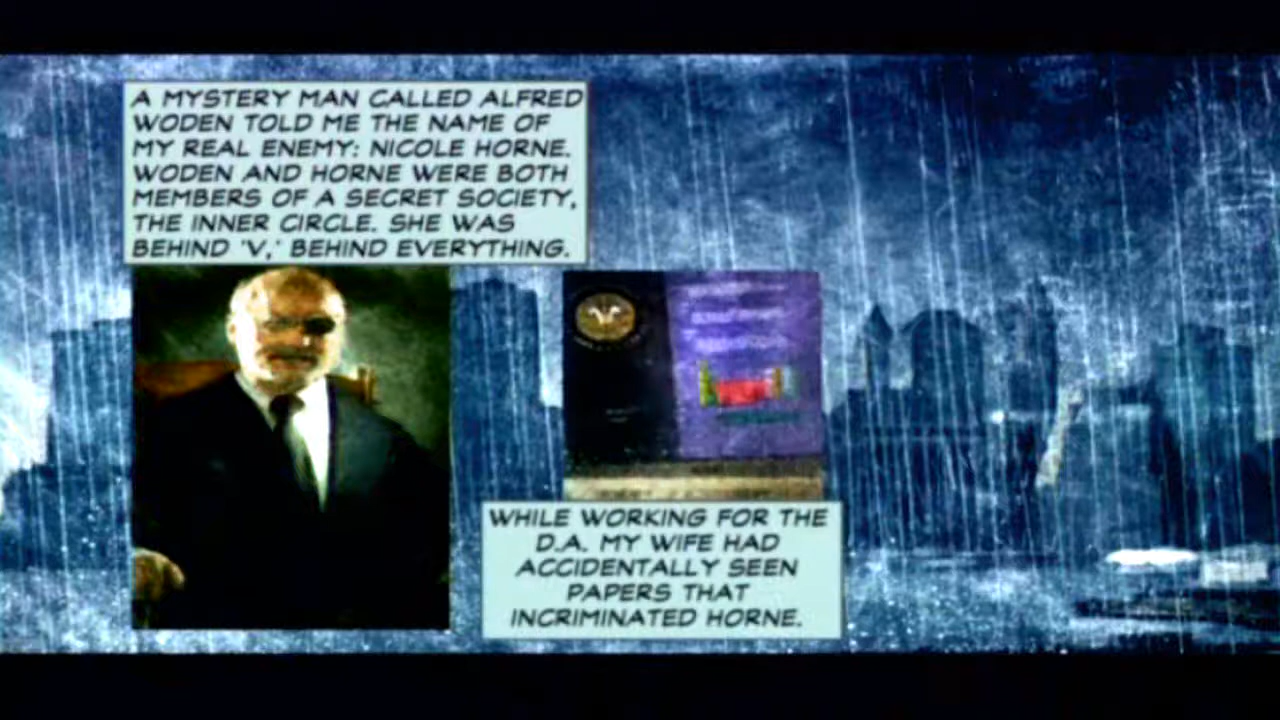 A MYSTERY MAN CALLED ALFRED
WODEN TOLD ME THE NAME OF
MY REAL ENEMY: NICOLE HORNE.
WODEN AND HORNE WERE BOTH
MEMBERS OF A SECRET SOCIETY,
THE INNER CIRCLE. SHE WAS
BEHIND 'V,' BEHIND EVERYTHING.
WHILE WORKING FOR THE
D.A. MY WIFE HAD
ACCIDENTALLY SEEN
PAPERS THAT
INCRIMINATED HORNE.